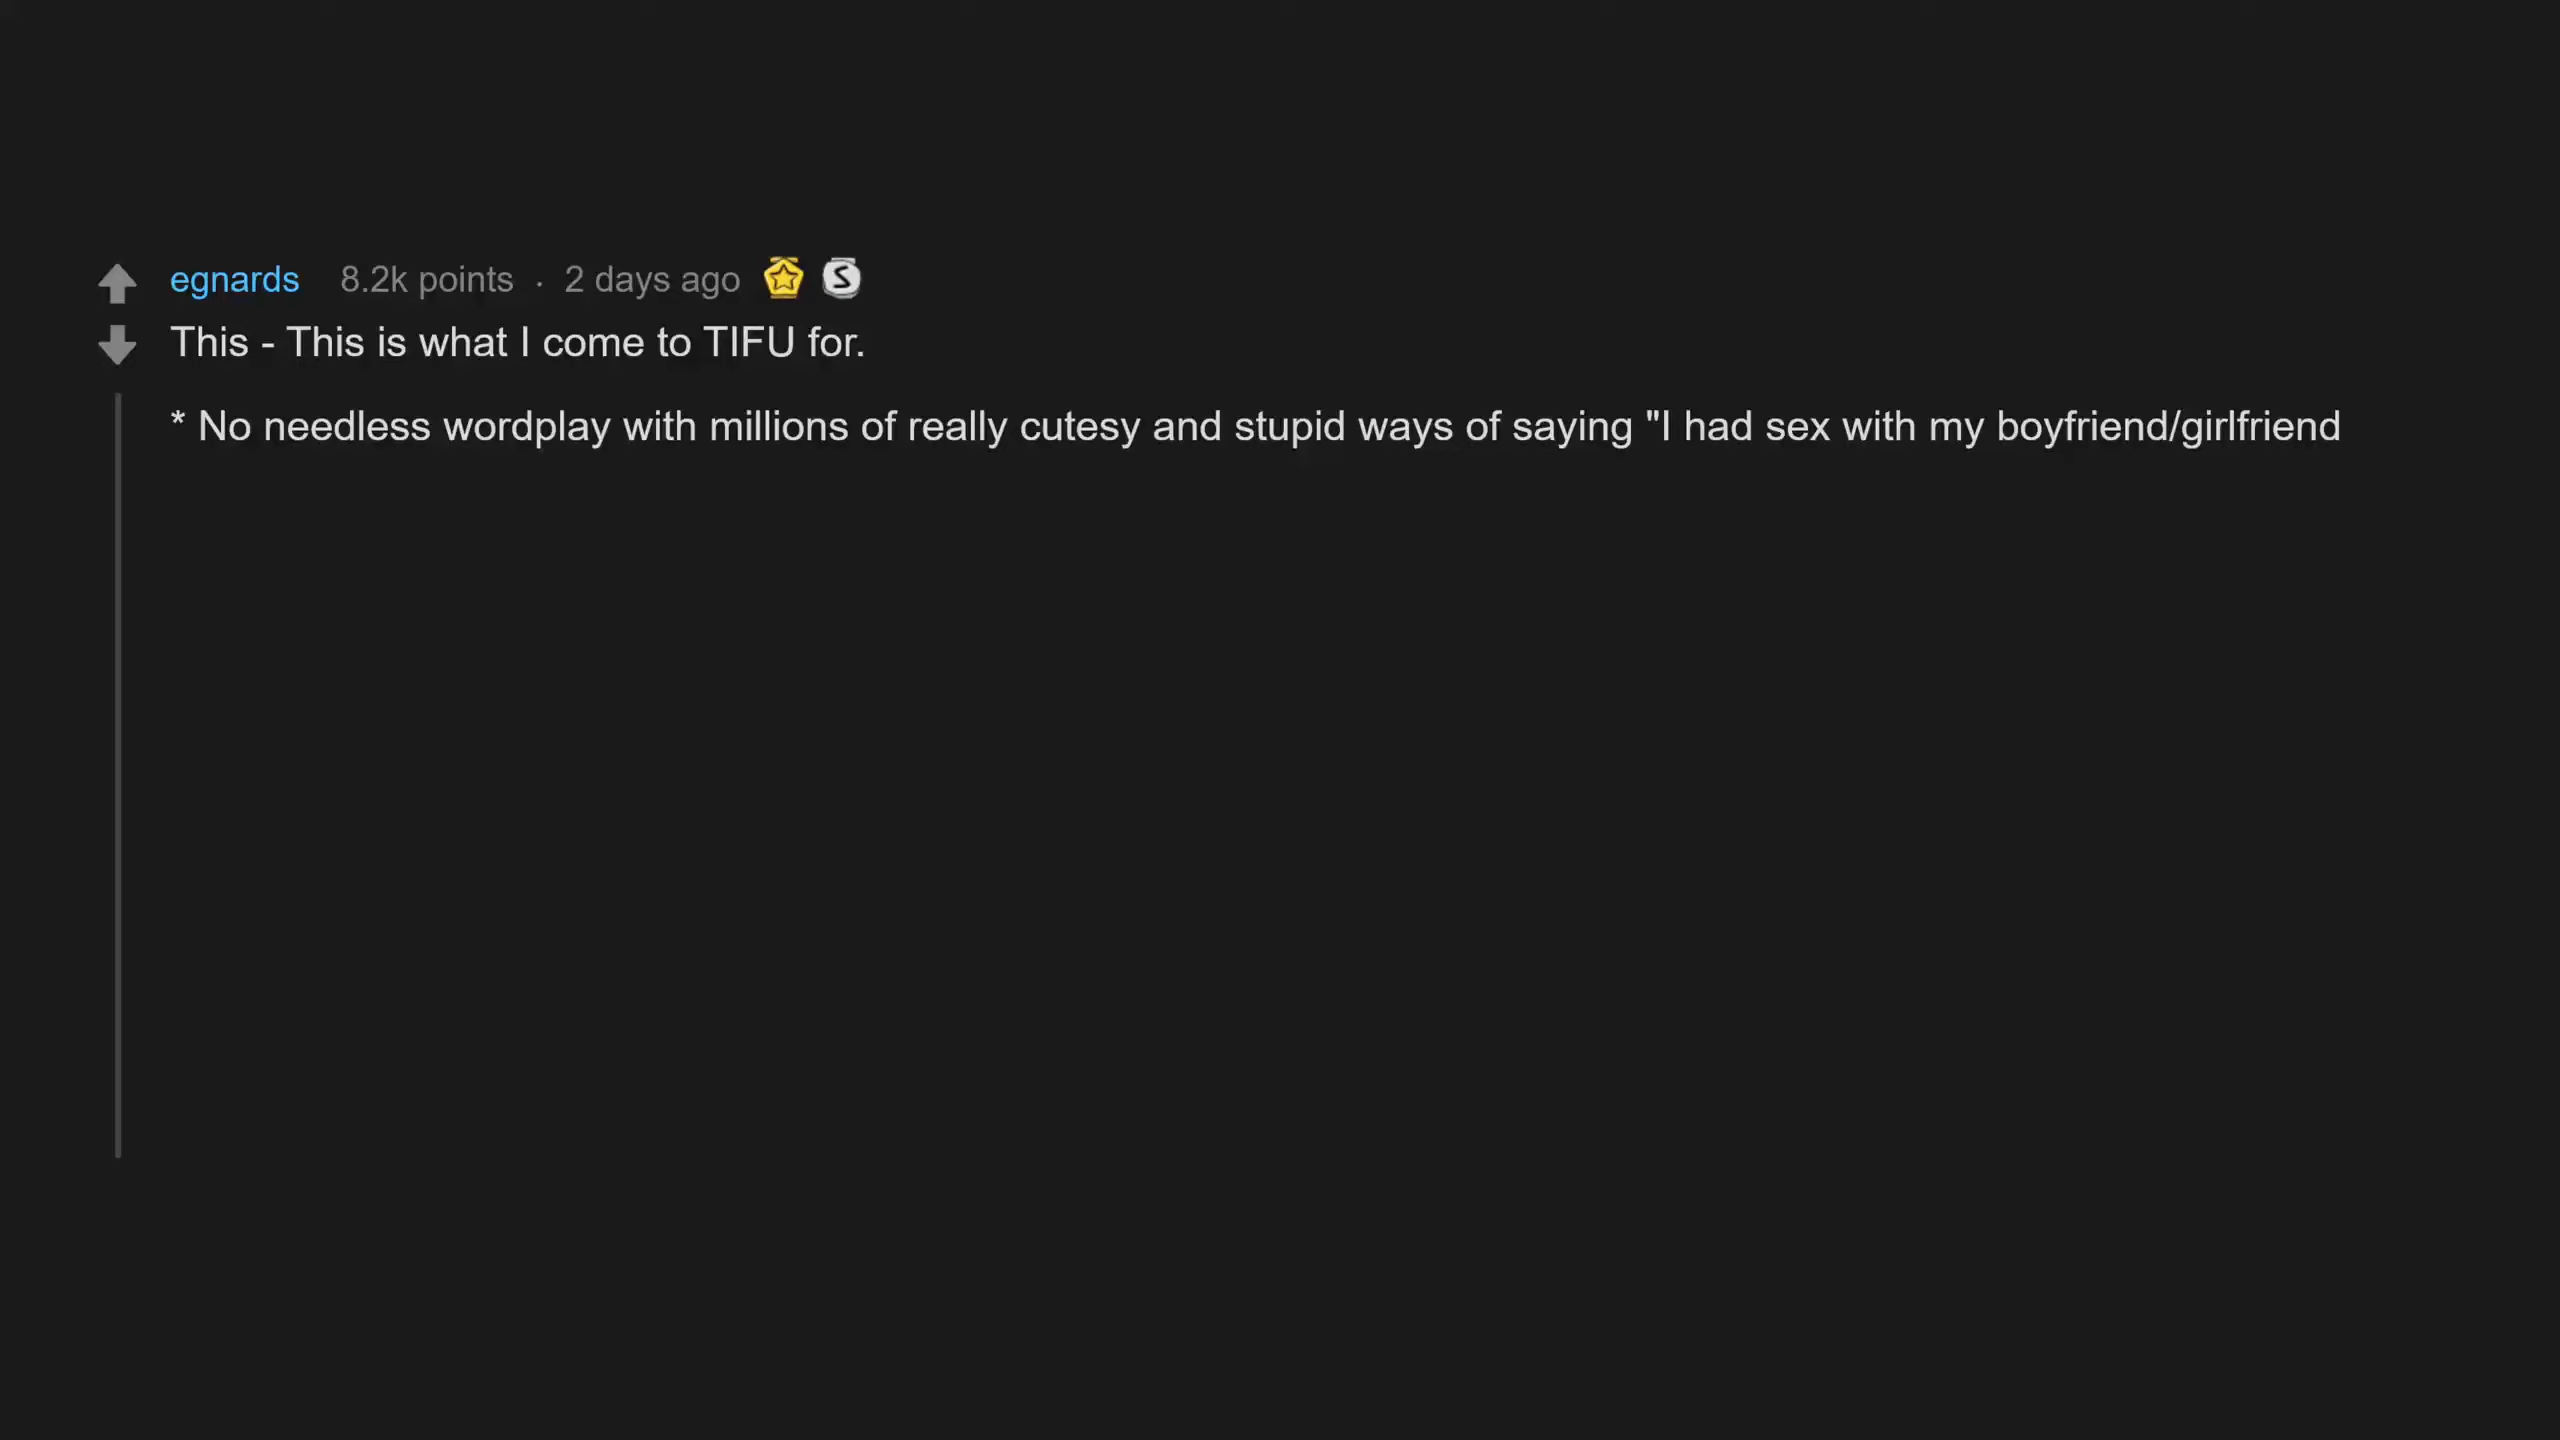 egnards 8.2k points · 2 days ago S
This - This is what I come to TIFU for.
* No needless wordplay with millions of really cutesy and stupid ways of saying "I had sex with my boyfriend/girlfriend